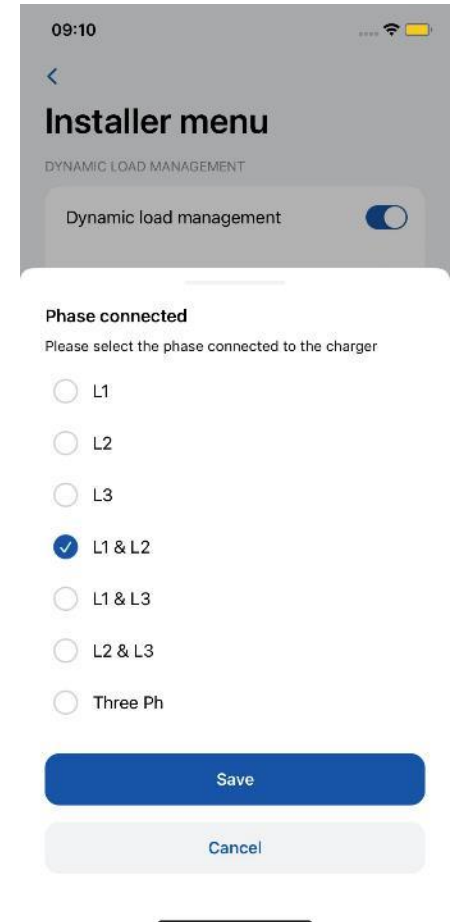 09:10
Installer menu
DYNAMIC LOAD MANAGEMENT
Dynamic load management
Phase connected
Please select the phase connected to the charger
L1
L2
L3
L1 & L2
L1 & L3
L2 & L3
Three Ph
Save
Cancel